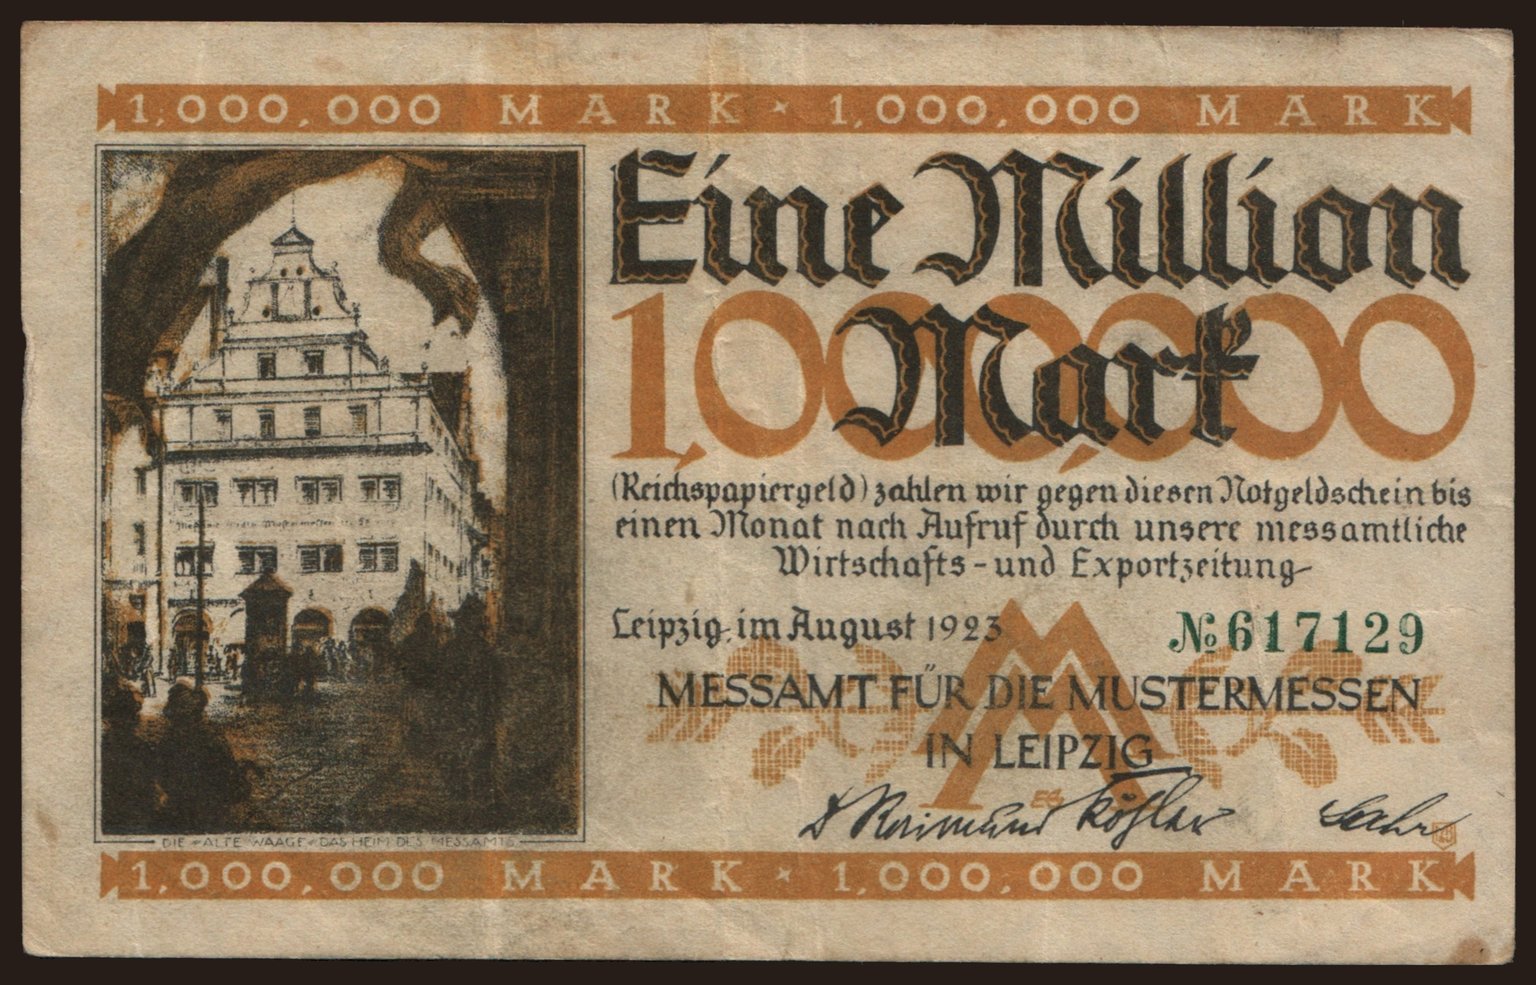 1,000,000 MARK × 1,000,000 MARK
Eine Million
1,000,000
Mark
(Reichspapiergeld) zahlen wir gegen diesen Notgeldschein bis
einen Monat nach Aufruf durch unsere messamtliche
Wirtschafts- und Exportzeitung
Leipzig, im August 1923
№ 617129
MESSAMT FÜR DIE MUSTERMESSEN
IN LEIPZIG
Dr Raimund Köhler
DIE »ALTE WAAGE« DAS HEIM DES MESSAMTS
1,000,000 MARK × 1,000,000 MARK